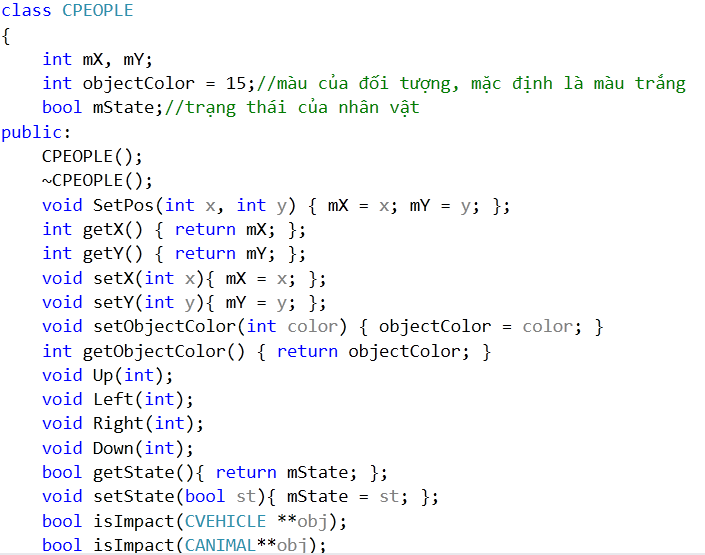 class CPEOPLE
{
    int mX, mY;
    int objectColor = 15;//màu của đối tượng, mặc định là màu trắng
    bool mState;//trạng thái của nhân vật
public:
    CPEOPLE();
    ~CPEOPLE();
    void SetPos(int x, int y) { mX = x; mY = y; };
    int getX() { return mX; };
    int getY() { return mY; };
    void setX(int x){ mX = x; };
    void setY(int y){ mY = y; };
    void setObjectColor(int color) { objectColor = color; }
    int getObjectColor() { return objectColor; }
    void Up(int);
    void Left(int);
    void Right(int);
    void Down(int);
    bool getState(){ return mState; };
    void setState(bool st){ mState = st; };
    bool isImpact(CVEHICLE **obj);
    bool isImpact(CANIMAL**obj);